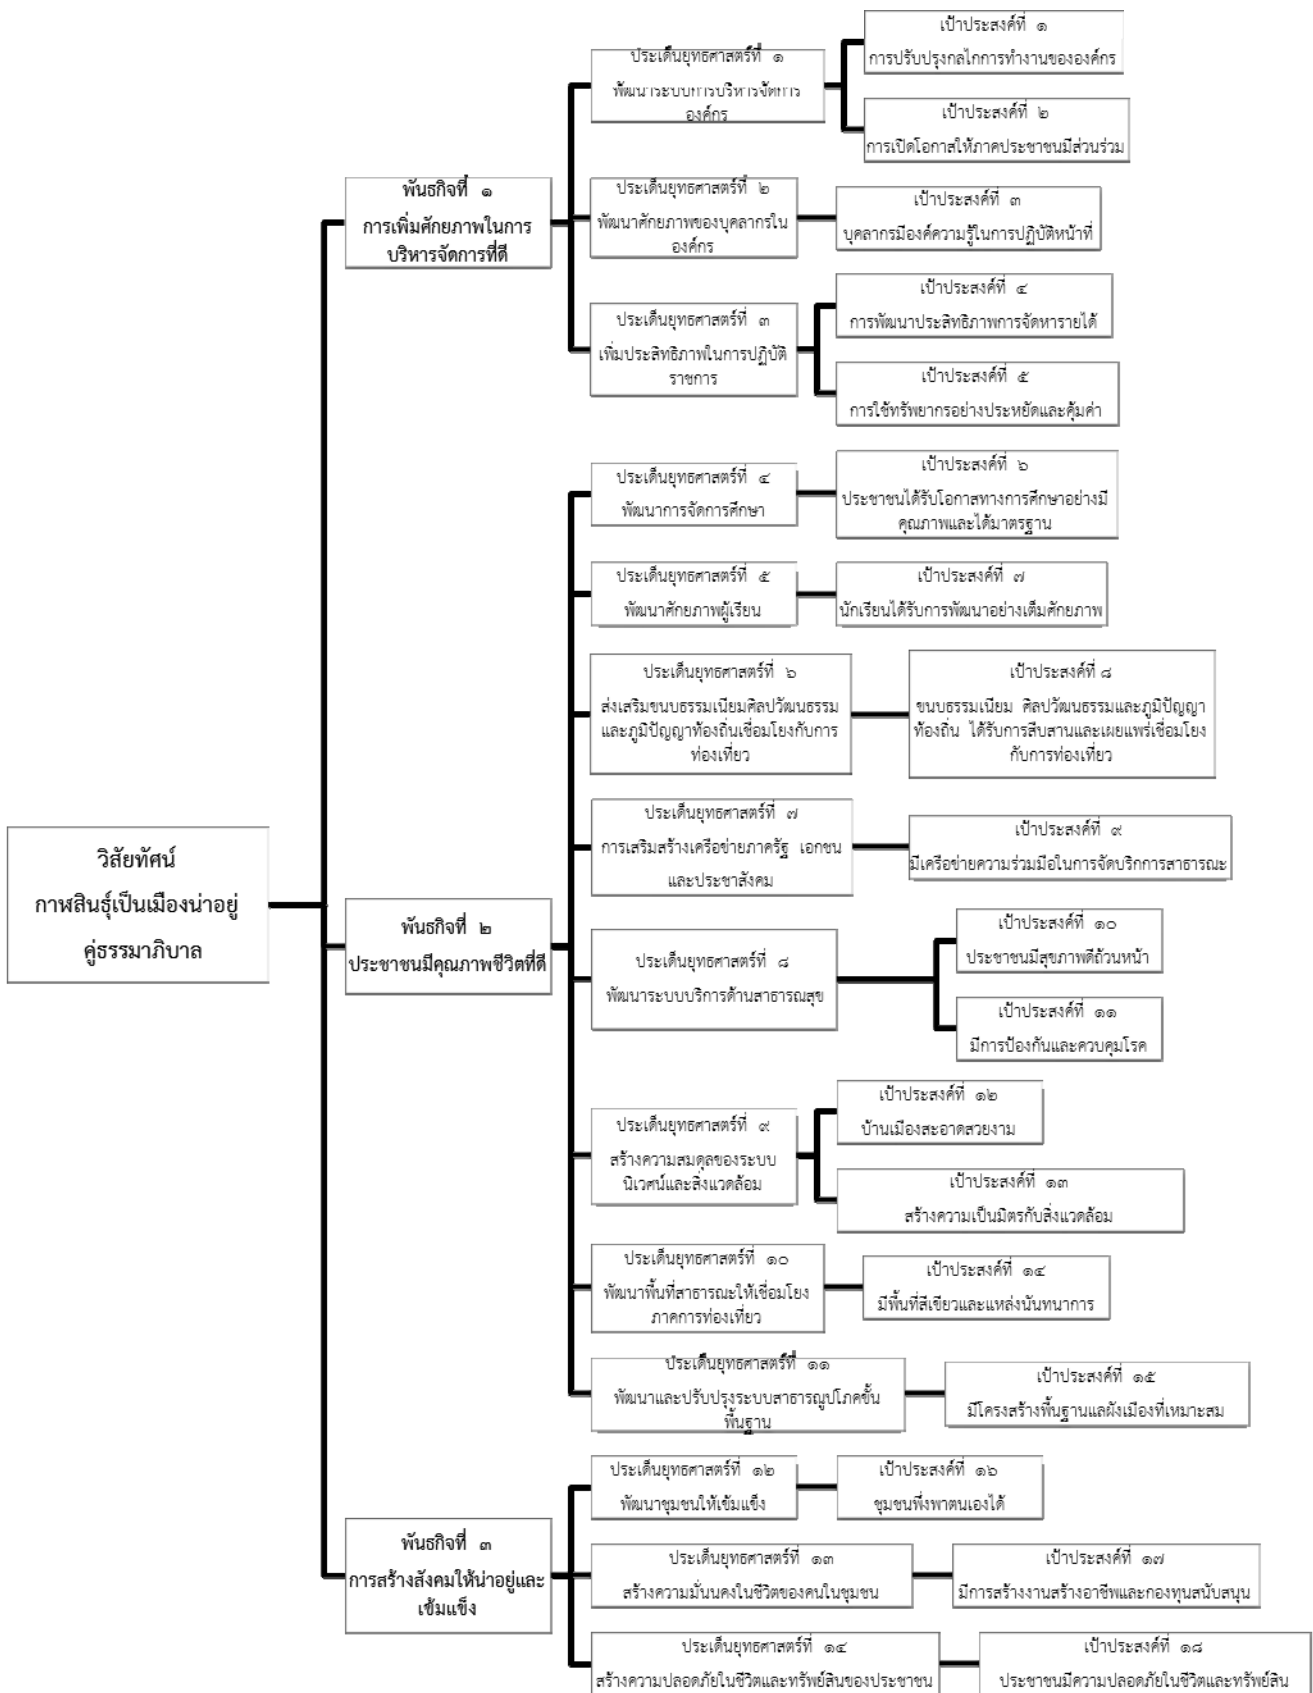 วิสัยทัศน์
กาฬสินธุ์เป็นเมืองน่าอยู่
คู่ธรรมาภิบาล
พันธกิจที่ ๑
การเพิ่มศักยภาพในการ
บริหารจัดการที่ดี
ประเด็นยุทธศาสตร์ที่ ๑
พัฒนาระบบการบริหารจัดการ
องค์กร
เป้าประสงค์ที่ ๑
การปรับปรุงกลไกการทำงานขององค์กร
เป้าประสงค์ที่ ๒
การเปิดโอกาสให้ภาคประชาชนมีส่วนร่วม
ประเด็นยุทธศาสตร์ที่ ๒
พัฒนาศักยภาพของบุคลากรใน
องค์กร
เป้าประสงค์ที่ ๓
บุคลากรมีองค์ความรู้ในการปฏิบัติหน้าที่
ประเด็นยุทธศาสตร์ที่ ๓
เพิ่มประสิทธิภาพในการปฏิบัติ
ราชการ
เป้าประสงค์ที่ ๔
การพัฒนาประสิทธิภาพการจัดหารายได้
เป้าประสงค์ที่ ๕
การใช้ทรัพยากรอย่างประหยัดและคุ้มค่า
พันธกิจที่ ๒
ประชาชนมีคุณภาพชีวิตที่ดี
ประเด็นยุทธศาสตร์ที่ ๔
พัฒนาการจัดการศึกษา
เป้าประสงค์ที่ ๖
ประชาชนได้รับโอกาสทางการศึกษาอย่างมี
คุณภาพและได้มาตรฐาน
ประเด็นยุทธศาสตร์ที่ ๕
พัฒนาศักยภาพผู้เรียน
เป้าประสงค์ที่ ๗
นักเรียนได้รับการพัฒนาอย่างเต็มศักยภาพ
ประเด็นยุทธศาสตร์ที่ ๖
ส่งเสริมขนบธรรมเนียมศิลปวัฒนธรรม
และภูมิปัญญาท้องถิ่นเชื่อมโยงกับการ
ท่องเที่ยว
เป้าประสงค์ที่ ๘
ขนบธรรมเนียม ศิลปวัฒนธรรมและภูมิปัญญา
ท้องถิ่น ได้รับการสืบสานและเผยแพร่เชื่อมโยง
กับการท่องเที่ยว
ประเด็นยุทธศาสตร์ที่ ๗
การเสริมสร้างเครือข่ายภาครัฐ เอกชน
และประชาสังคม
เป้าประสงค์ที่ ๙
มีเครือข่ายความร่วมมือในการจัดบริกการสาธารณะ
ประเด็นยุทธศาสตร์ที่ ๘
พัฒนาระบบบริการด้านสาธารณสุข
เป้าประสงค์ที่ ๑๐
ประชาชนมีสุขภาพดีถ้วนหน้า
เป้าประสงค์ที่ ๑๑
มีการป้องกันและควบคุมโรค
ประเด็นยุทธศาสตร์ที่ ๙
สร้างความสมดุลของระบบ
นิเวศน์และสิ่งแวดล้อม
เป้าประสงค์ที่ ๑๒
บ้านเมืองสะอาดสวยงาม
เป้าประสงค์ที่ ๑๓
สร้างความเป็นมิตรกับสิ่งแวดล้อม
ประเด็นยุทธศาสตร์ที่ ๑๐
พัฒนาพื้นที่สาธารณะให้เชื่อมโยง
ภาคการท่องเที่ยว
เป้าประสงค์ที่ ๑๔
มีพื้นที่สีเขียวและแหล่งนันทนาการ
ประเด็นยุทธศาสตร์ที่ ๑๑
พัฒนาและปรับปรุงระบบสาธารณูปโภคขั้น
พื้นฐาน
เป้าประสงค์ที่ ๑๕
มีโครงสร้างพื้นฐานแลผังเมืองที่เหมาะสม
พันธกิจที่ ๓
การสร้างสังคมให้น่าอยู่และ
เข้มแข็ง
ประเด็นยุทธศาสตร์ที่ ๑๒
พัฒนาชุมชนให้เข้มแข็ง
เป้าประสงค์ที่ ๑๖
ชุมชนพึ่งพาตนเองได้
ประเด็นยุทธศาสตร์ที่ ๑๓
สร้างความมั่นนคงในชีวิตของคนในชุมชน
เป้าประสงค์ที่ ๑๗
มีการสร้างงานสร้างอาชีพและกองทุนสนับสนุน
ประเด็นยุทธศาสตร์ที่ ๑๔
สร้างความปลอดภัยในชีวิตและทรัพย์สินของประชาชน
เป้าประสงค์ที่ ๑๘
ประชาชนมีความปลอดภัยในชีวิตและทรัพย์สิน